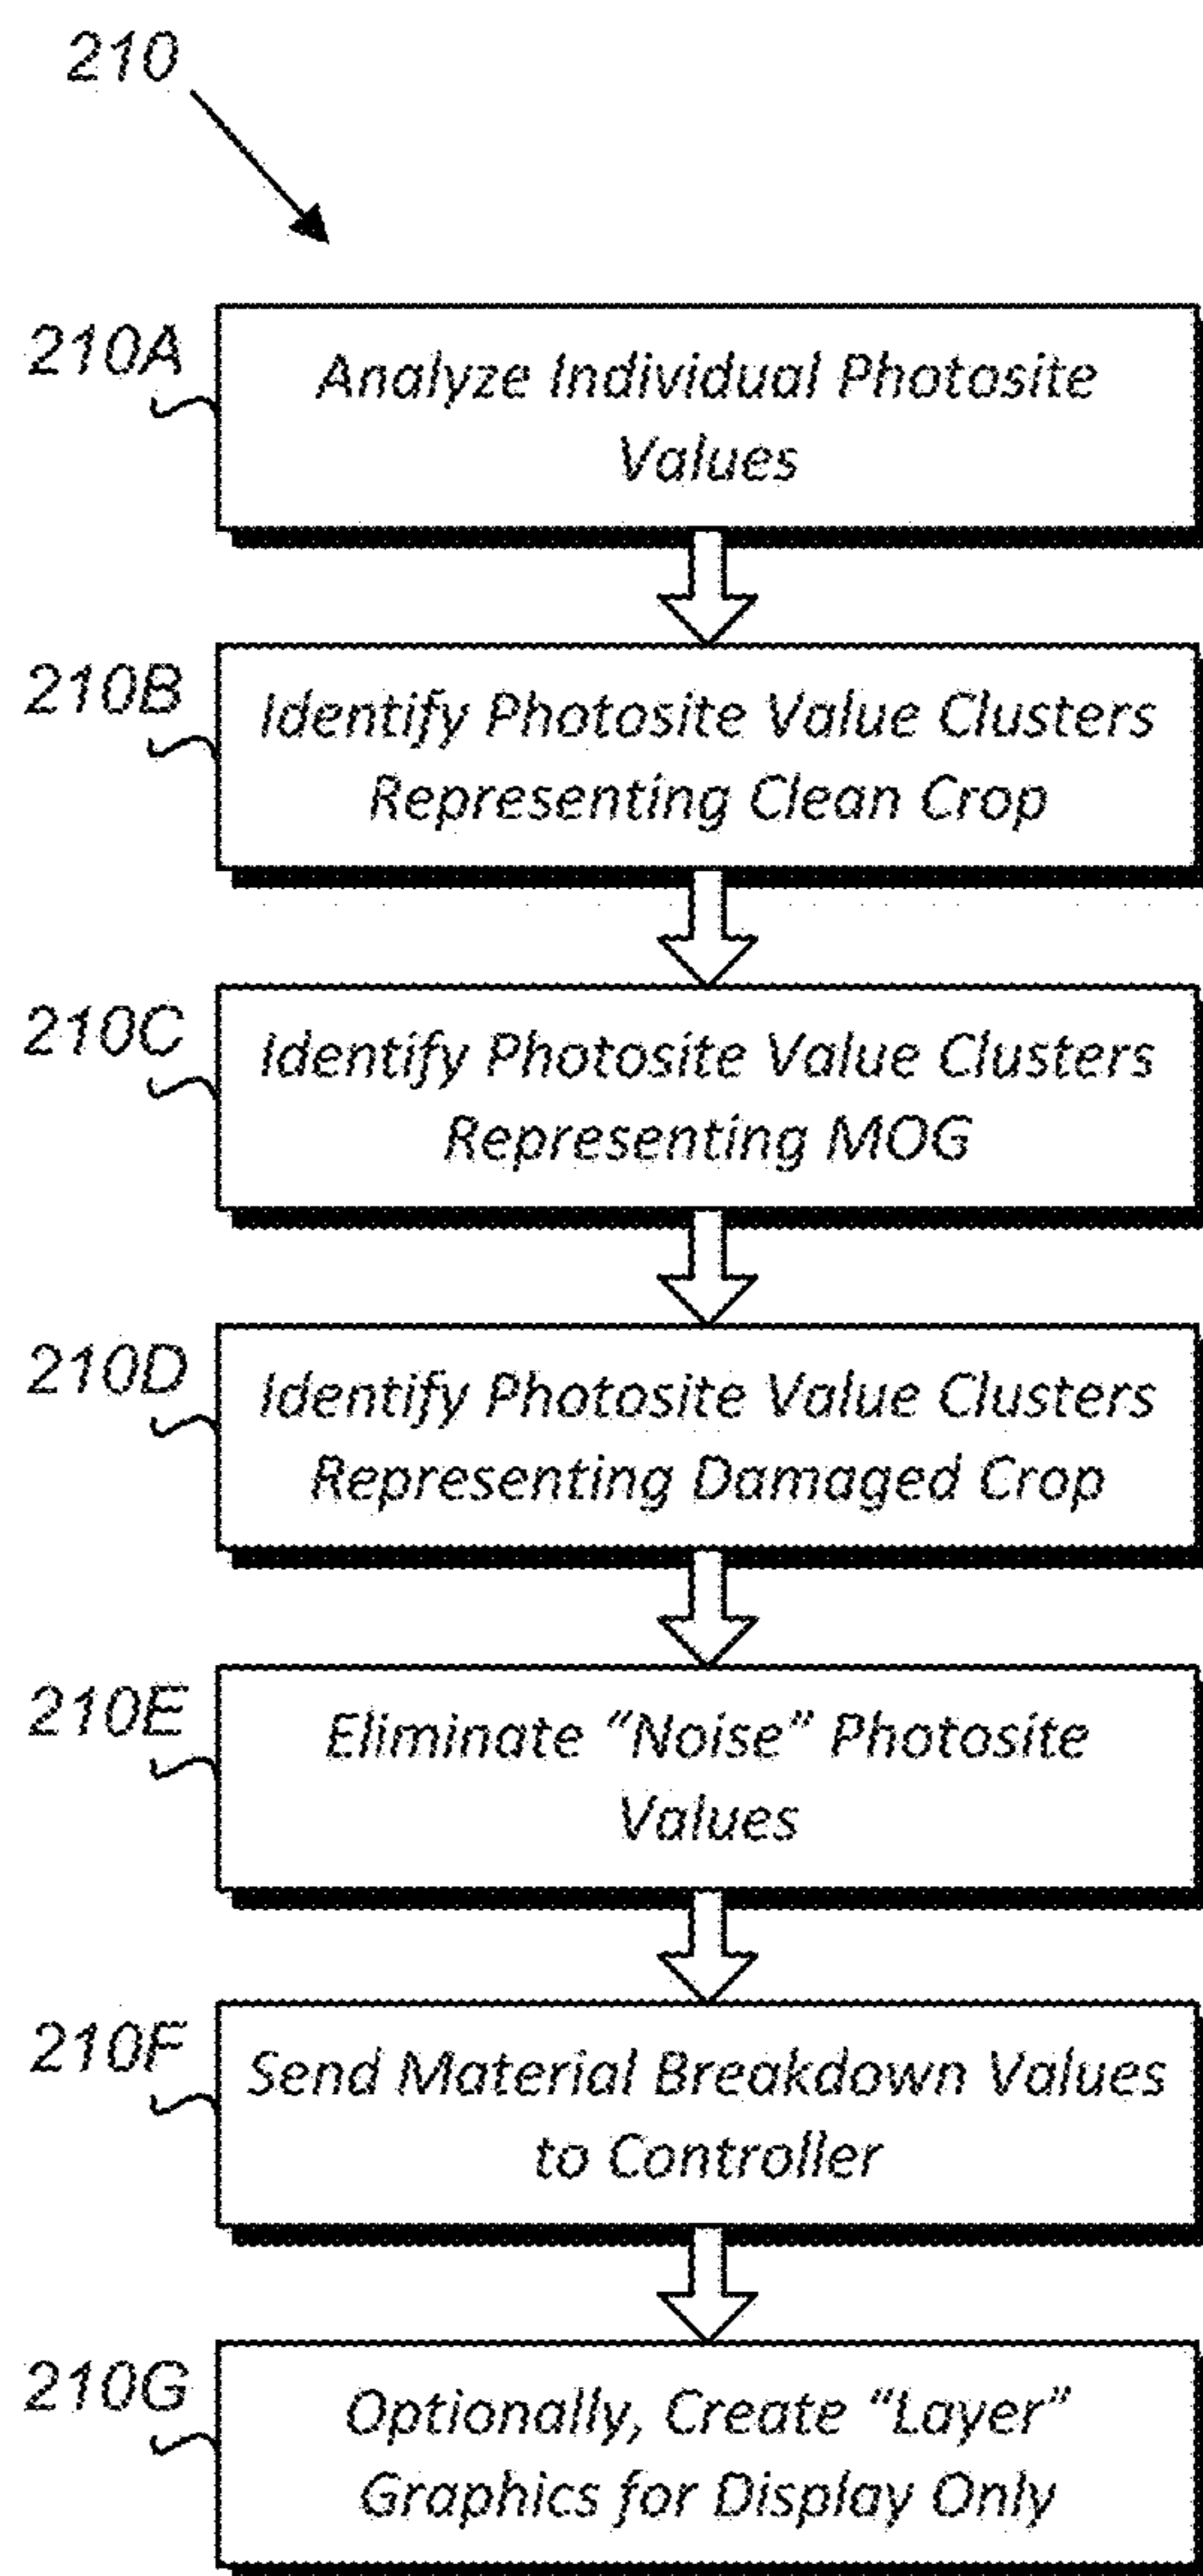 210
210A
Analyze Individual Photosite
Values
210B
Identify Photosite Value Clusters
Representing Clean Crop
210C
Identify Photosite Value Clusters
Representing MOG
210D
Identify Photosite Value Clusters
Representing Damaged Crop
210E
Eliminate “Noise” Photosite
Values
210F
Send Material Breakdown Values
to Controller
210G
Optionally, Create “Layer”
Graphics for Display Only